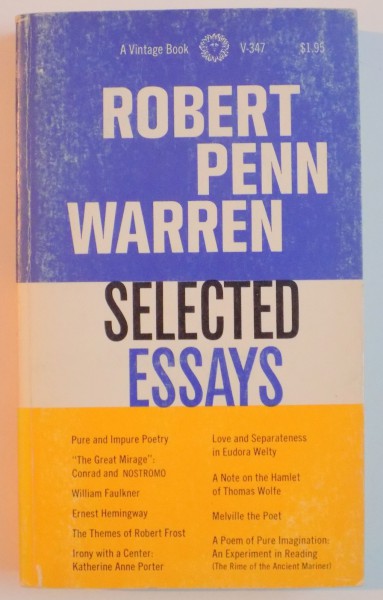 A Vintage Book V-347 $1.95
ROBERT
PENN
WARREN
SELECTED
ESSAYS
Pure and Impure Poetry
"The Great Mirage":
Conrad and NOSTROMO
William Faulkner
Ernest Hemingway
The Themes of Robert Frost
Irony with a Center:
Katherine Anne Porter
Love and Separateness
in Eudora Welty
A Note on the Hamlet
of Thomas Wolfe
Melville the Poet
A Poem of Pure Imagination:
An Experiment in Reading
(The Rime of the Ancient Mariner)